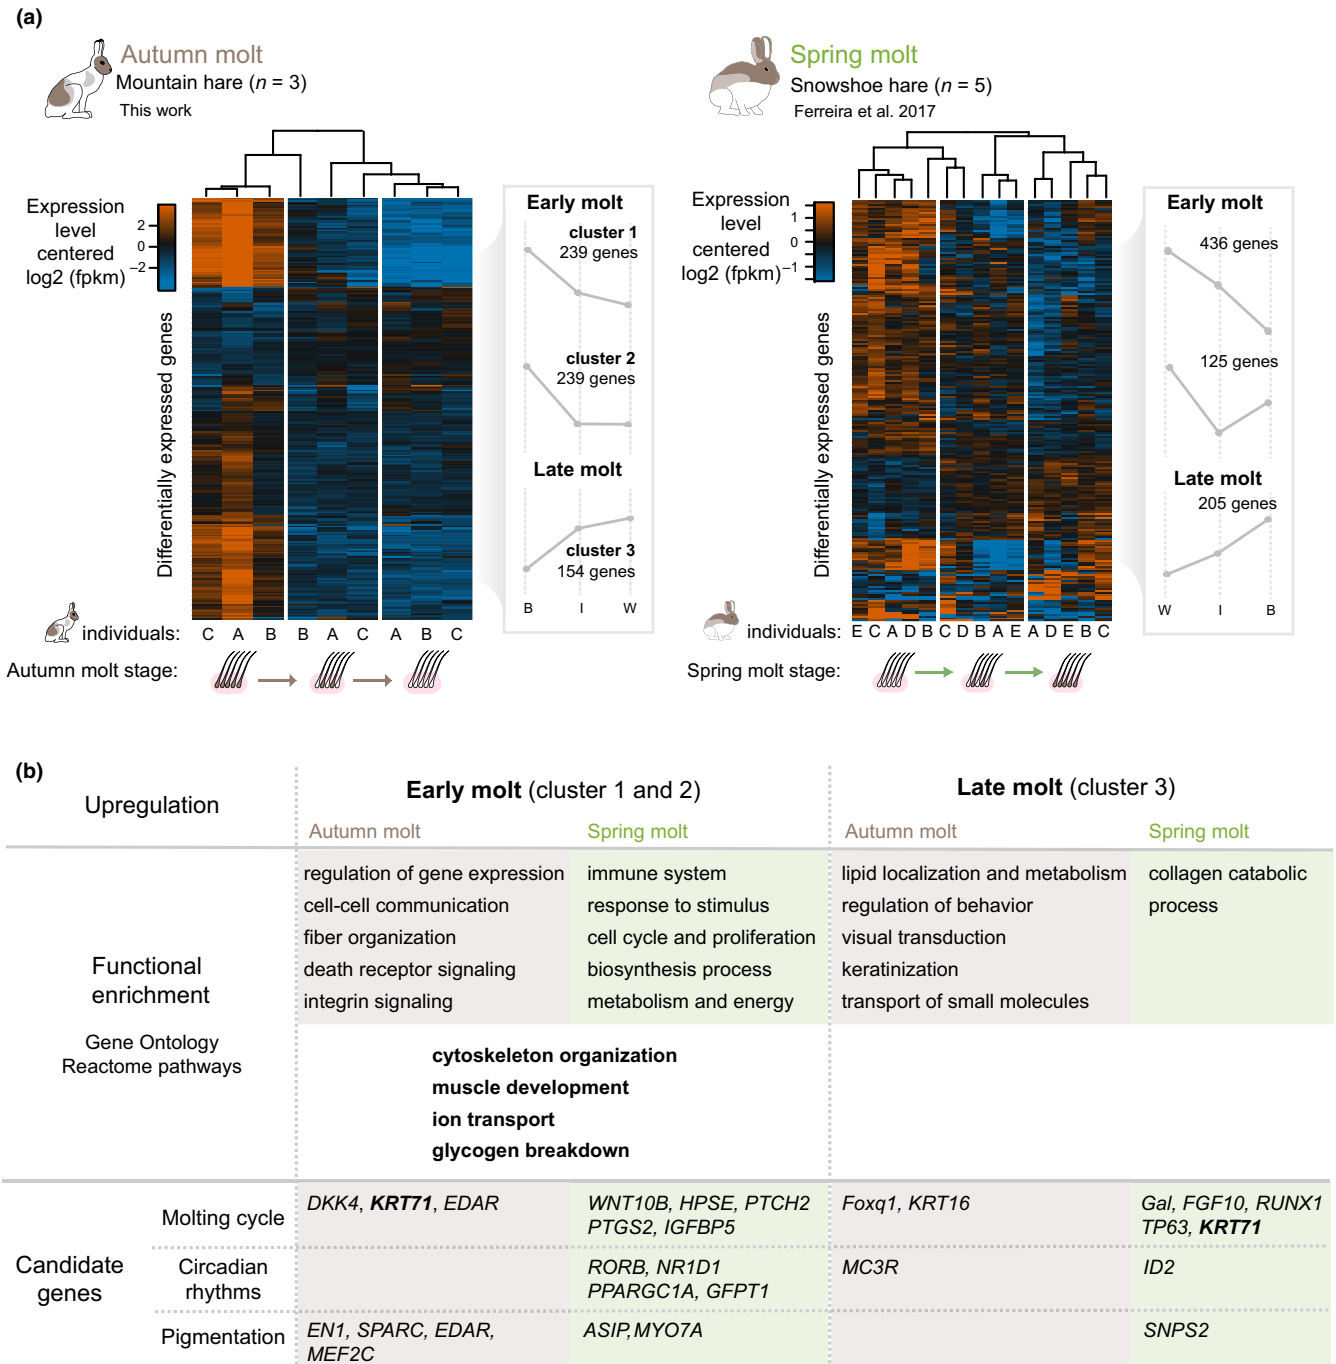 (a)
Autumn molt
Mountain hare (n = 3)
This work
Expression
level
centered
log2 (fpkm)
2
0
−2
Differentially expressed genes
Early molt
cluster 1
239 genes
cluster 2
239 genes
Late molt
cluster 3
154 genes
B I W
individuals: C A B B A C A B C
Autumn molt stage:
Spring molt
Snowshoe hare (n = 5)
Ferreira et al. 2017
Expression
level
centered
log2 (fpkm)
1
0
−1
Differentially expressed genes
Early molt
436 genes
125 genes
Late molt
205 genes
W I B
individuals: E C A D B C D B A E A D E B C
Spring molt stage:
(b)
Upregulation
Early molt (cluster 1 and 2)
Late molt (cluster 3)
Autumn molt
Spring molt
Autumn molt
Spring molt
Functional
enrichment
Gene Ontology
Reactome pathways
regulation of gene expression
cell-cell communication
fiber organization
death receptor signaling
integrin signaling
immune system
response to stimulus
cell cycle and proliferation
biosynthesis process
metabolism and energy
cytoskeleton organization
muscle development
ion transport
glycogen breakdown
lipid localization and metabolism
regulation of behavior
visual transduction
keratinization
transport of small molecules
collagen catabolic
process
Candidate
genes
Molting cycle
DKK4, KRT71, EDAR
WNT10B, HPSE, PTCH2
PTGS2, IGFBP5
Foxq1, KRT16
Gal, FGF10, RUNX1
TP63, KRT71
Circadian
rhythms
RORB, NR1D1
PPARGC1A, GFPT1
MC3R
ID2
Pigmentation
EN1, SPARC, EDAR,
MEF2C
ASIP,MYO7A
SNPS2